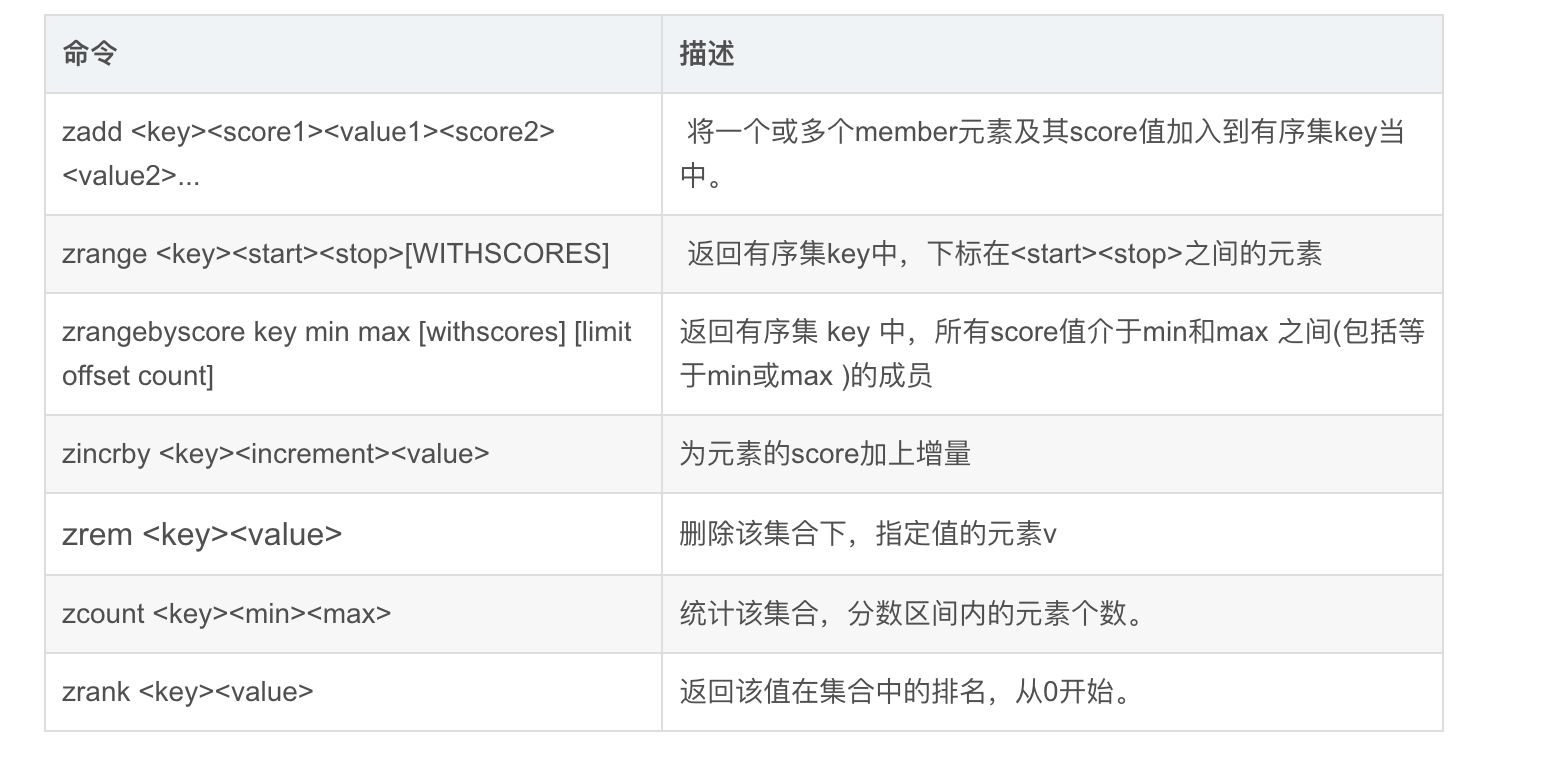 命令
描述
zadd <key><score1><value1><score2>
<value2>...
将一个或多个member元素及其score值加入到有序集key当
中。
zrange <key><start><stop>[WITHSCORES]
返回有序集key中，下标在<start><stop>之间的元素
zrangebyscore key min max [withscores] [limit
offset count]
返回有序集 key 中，所有score值介于min和max 之间(包括等
于min或max )的成员
zincrby <key><increment><value>
为元素的score加上增量
zrem <key><value>
删除该集合下，指定值的元素v
zcount <key><min><max>
统计该集合，分数区间内的元素个数。
zrank <key><value>
返回该值在集合中的排名，从0开始。